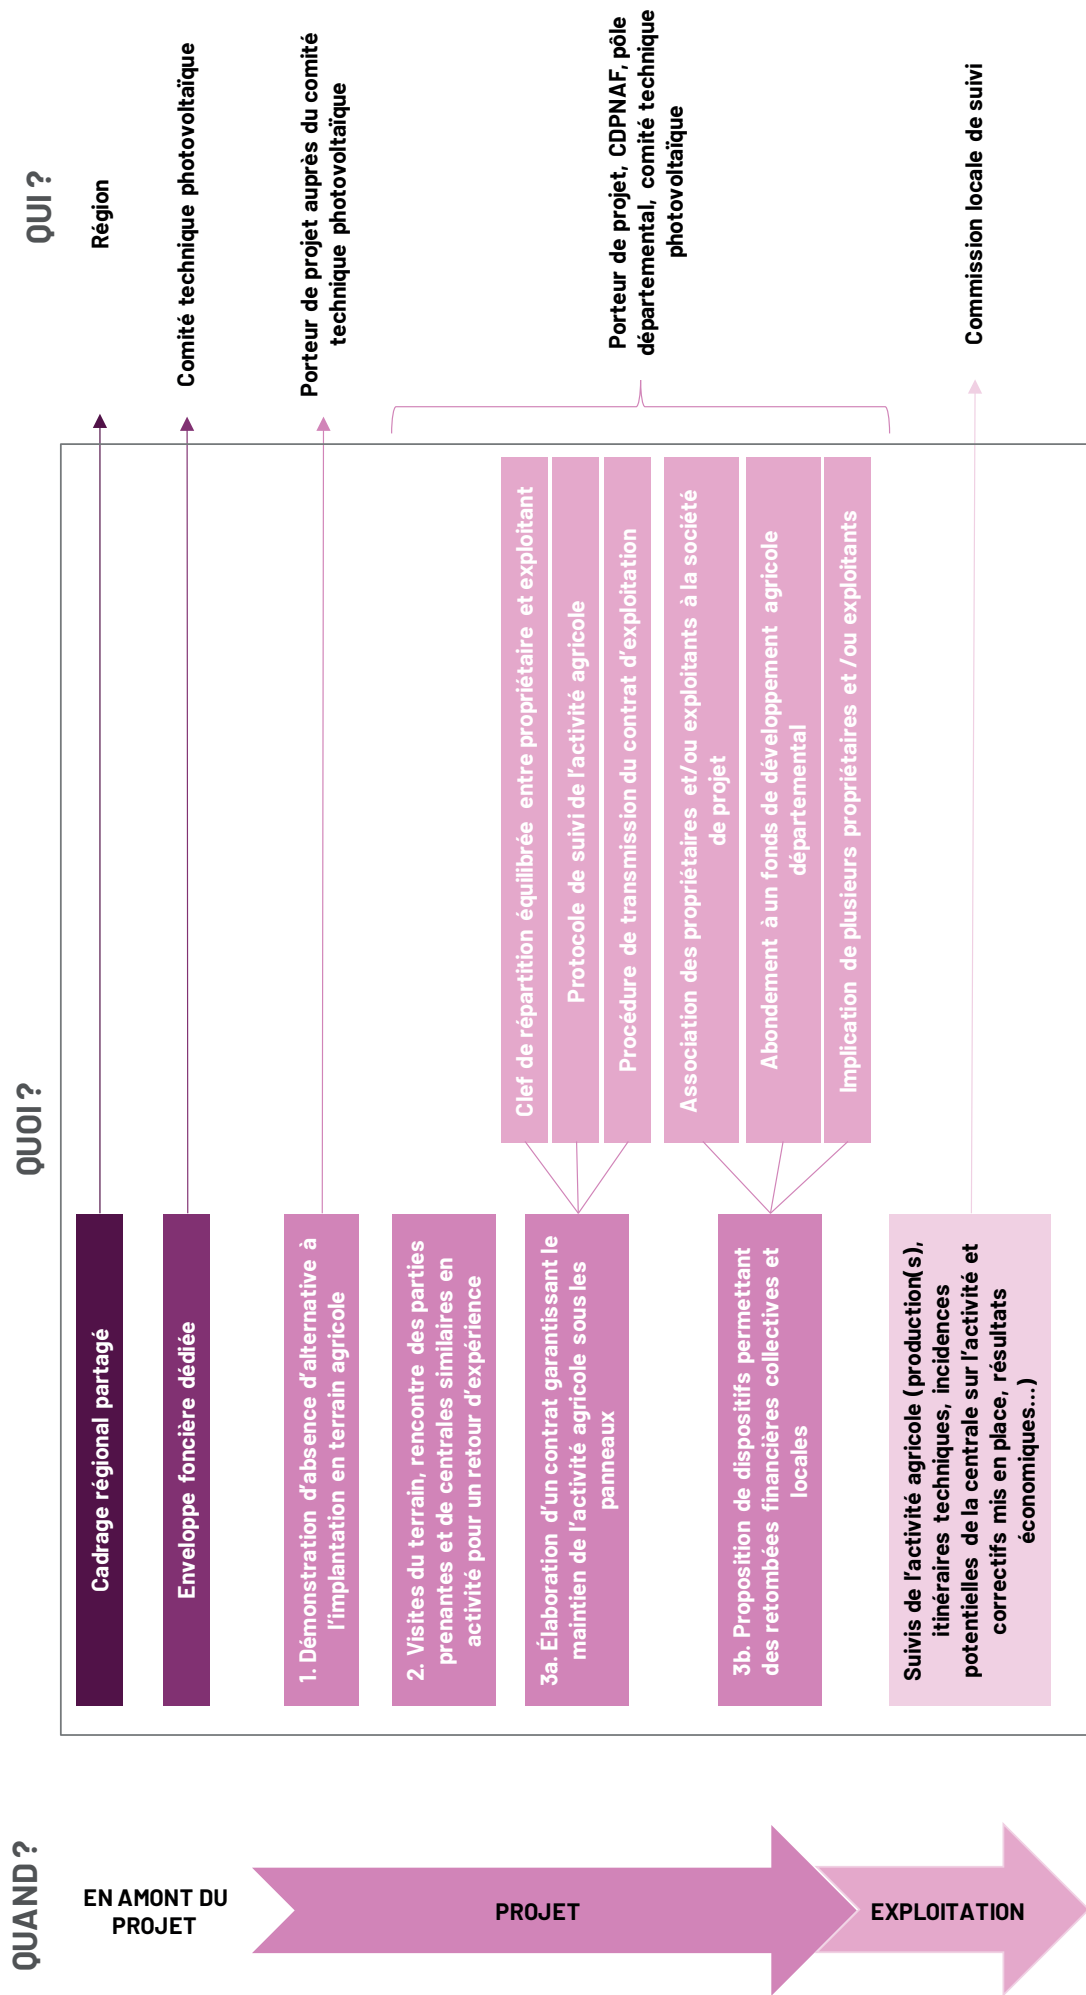 QUAND ?
QUOI ?
QUI ?
EN AMONT DU
PROJET
Cadrage régional partagé
Région
Enveloppe foncière dédiée
Comité technique photovoltaïque
PROJET
1. Démonstration d’absence d’alternative à
l’implantation en terrain agricole
Porteur de projet auprès du comité
technique photovoltaïque
2. Visites du terrain, rencontre des parties
prenantes et de centrales similaires en
activité pour un retour d’expérience
3a. Élaboration d’un contrat garantissant le
maintien de l’activité agricole sous les
panneaux
Clef de répartition équilibrée entre propriétaire et exploitant
Protocole de suivi de l’activité agricole
Procédure de transmission du contrat d’exploitation
3b. Proposition de dispositifs permettant
des retombées financières collectives et
locales
Association des propriétaires et/ou exploitants à la société
de projet
Abondement à un fonds de développement agricole
départemental
Implication de plusieurs propriétaires et /ou exploitants
Porteur de projet, CDPNAF, pôle
départemental, comité technique
photovoltaïque
EXPLOITATION
Suivis de l’activité agricole (production(s),
itinéraires techniques, incidences
potentielles de la centrale sur l’activité et
correctifs mis en place, résultats
économiques…)
Commission locale de suivi